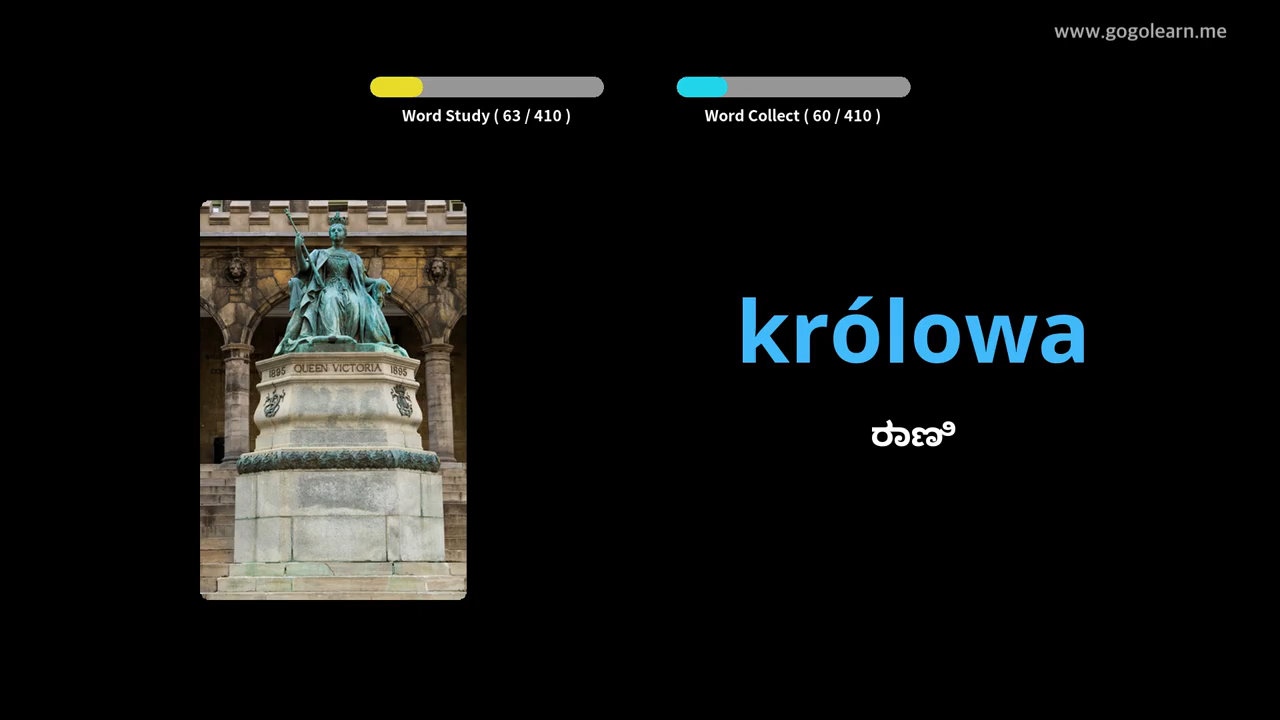 www.gogolearn.me
Word Study ( 63 / 410 )
Word Collect ( 60 / 410 )
królowa
ರಾಣಿ
1895 QUEEN VICTORIA 1895